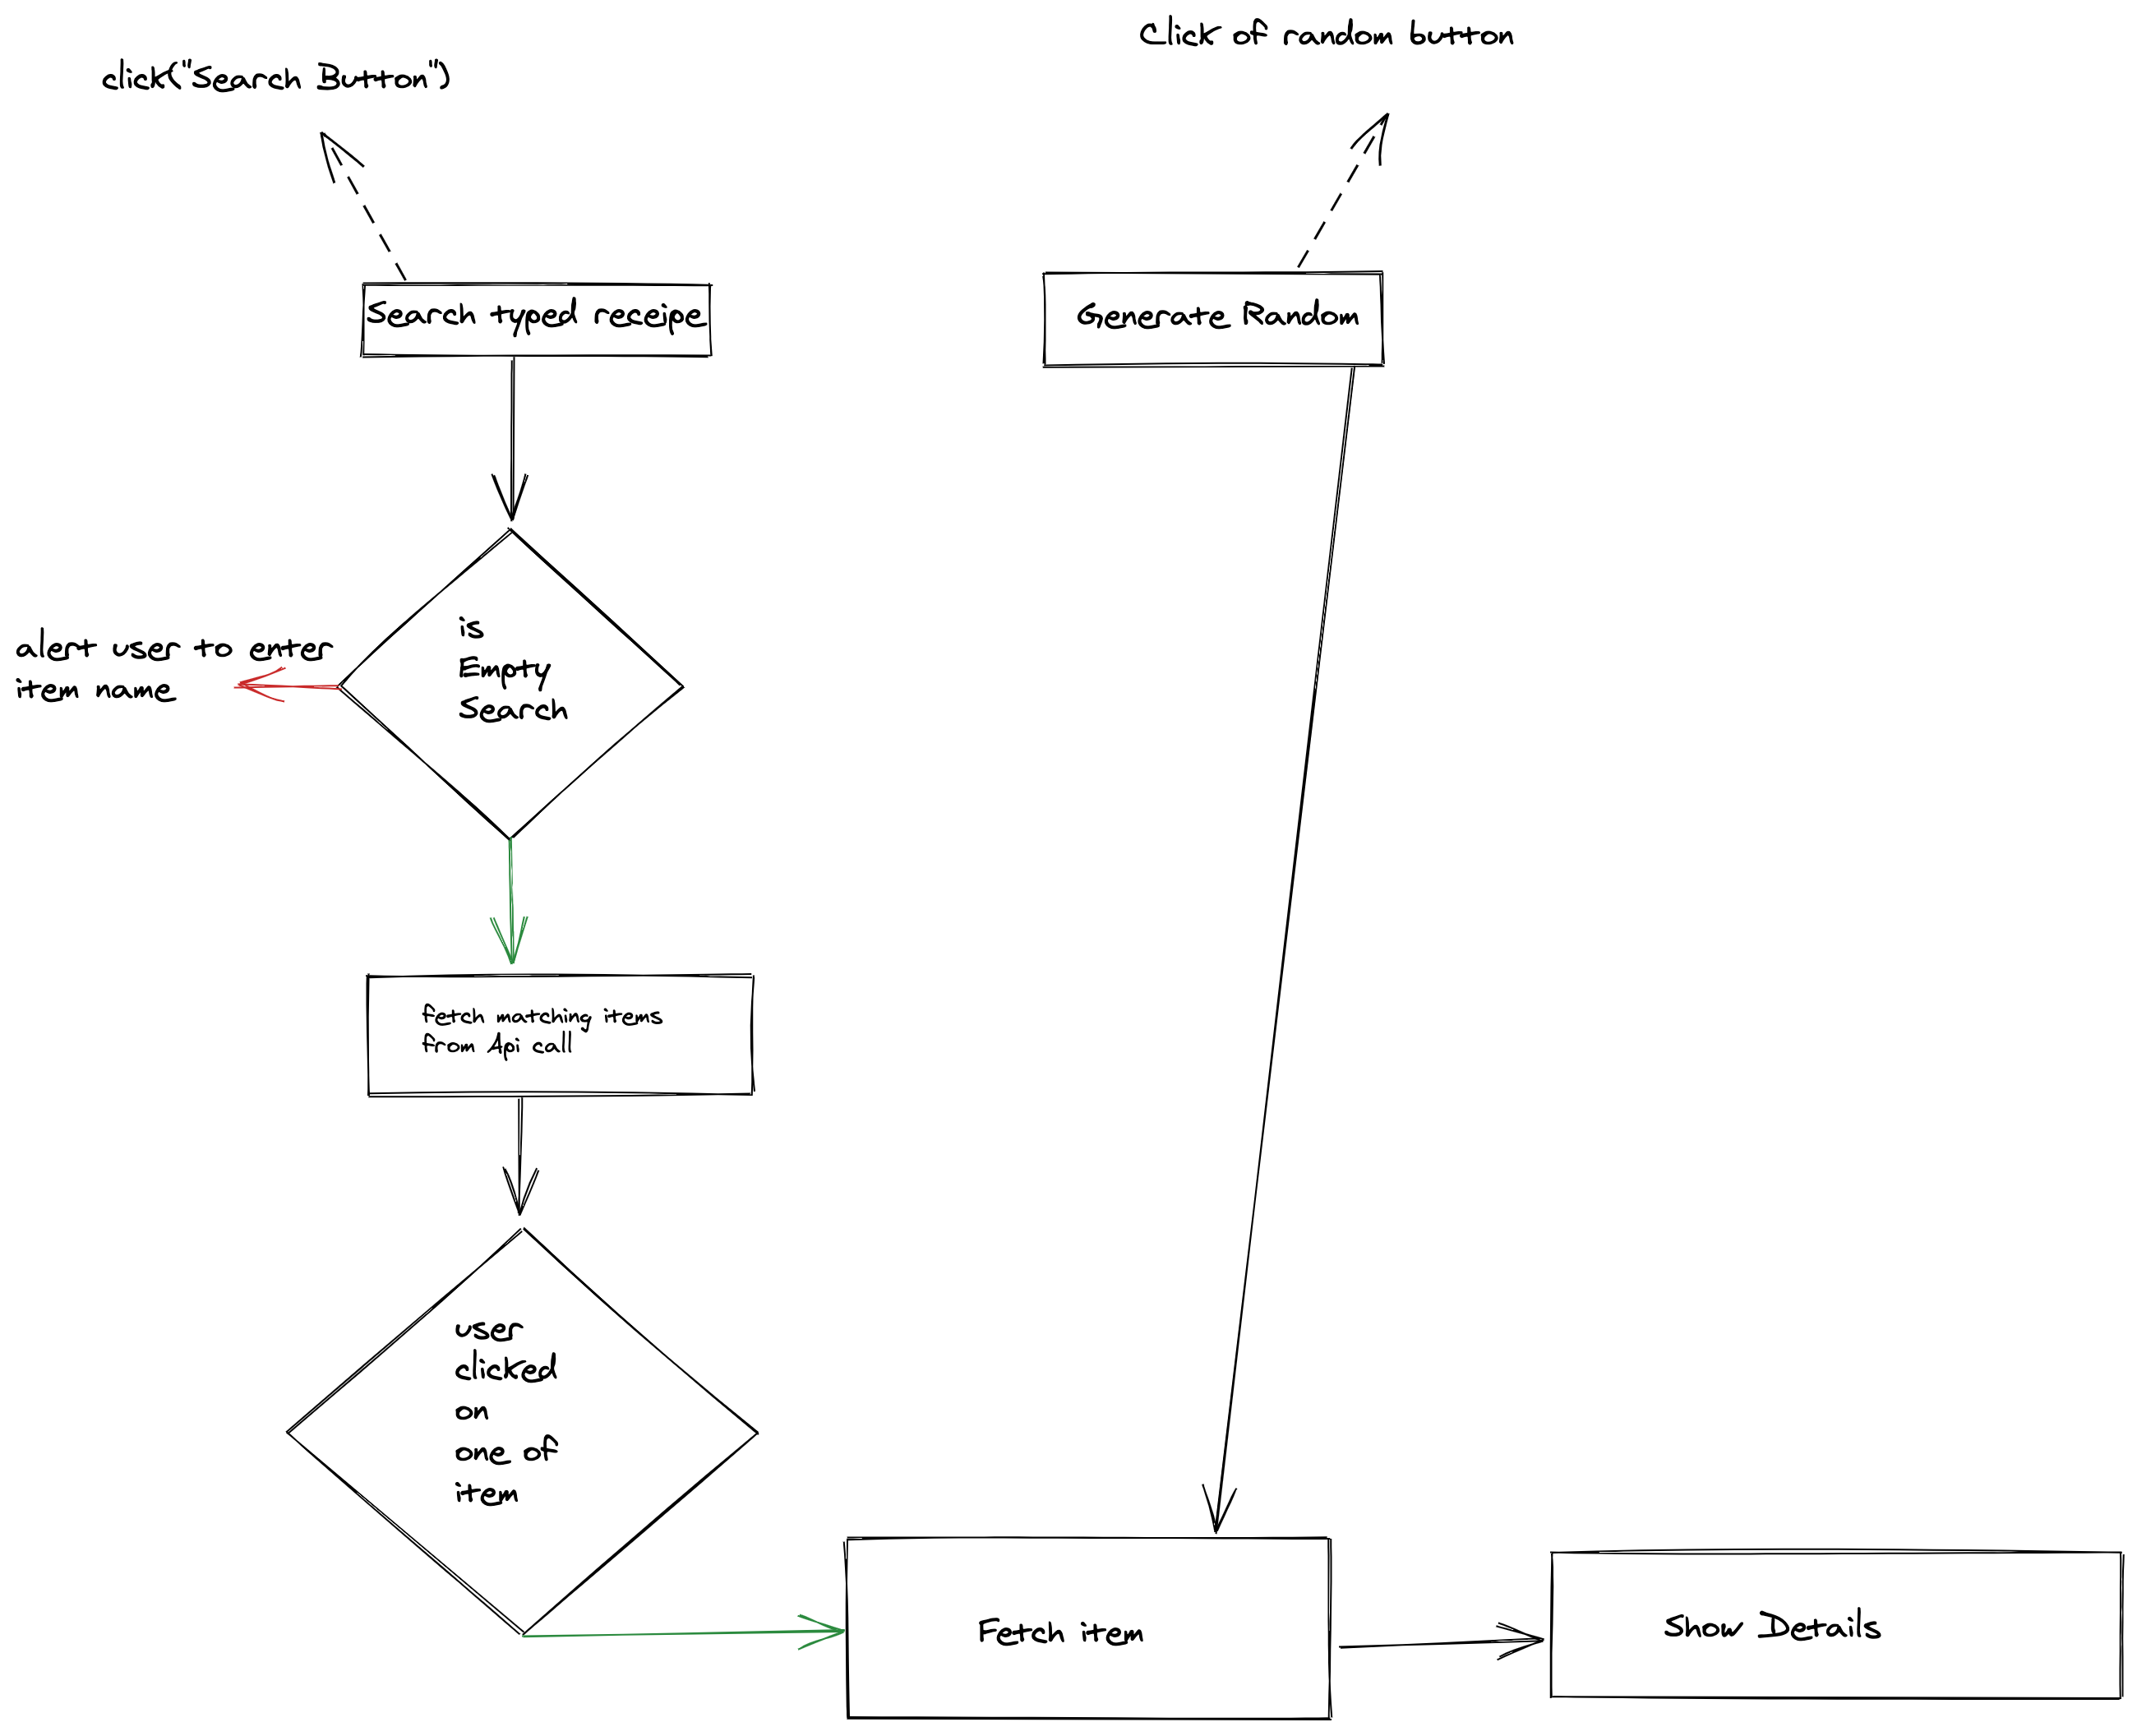 Click of random button
click("Search Button")
Search typed receipe
Generate Random
is
Empty
Search
alert user to enter
item name
fetch matching items
from Api call
user
clicked
on
one of
item
Fetch item
Show Details